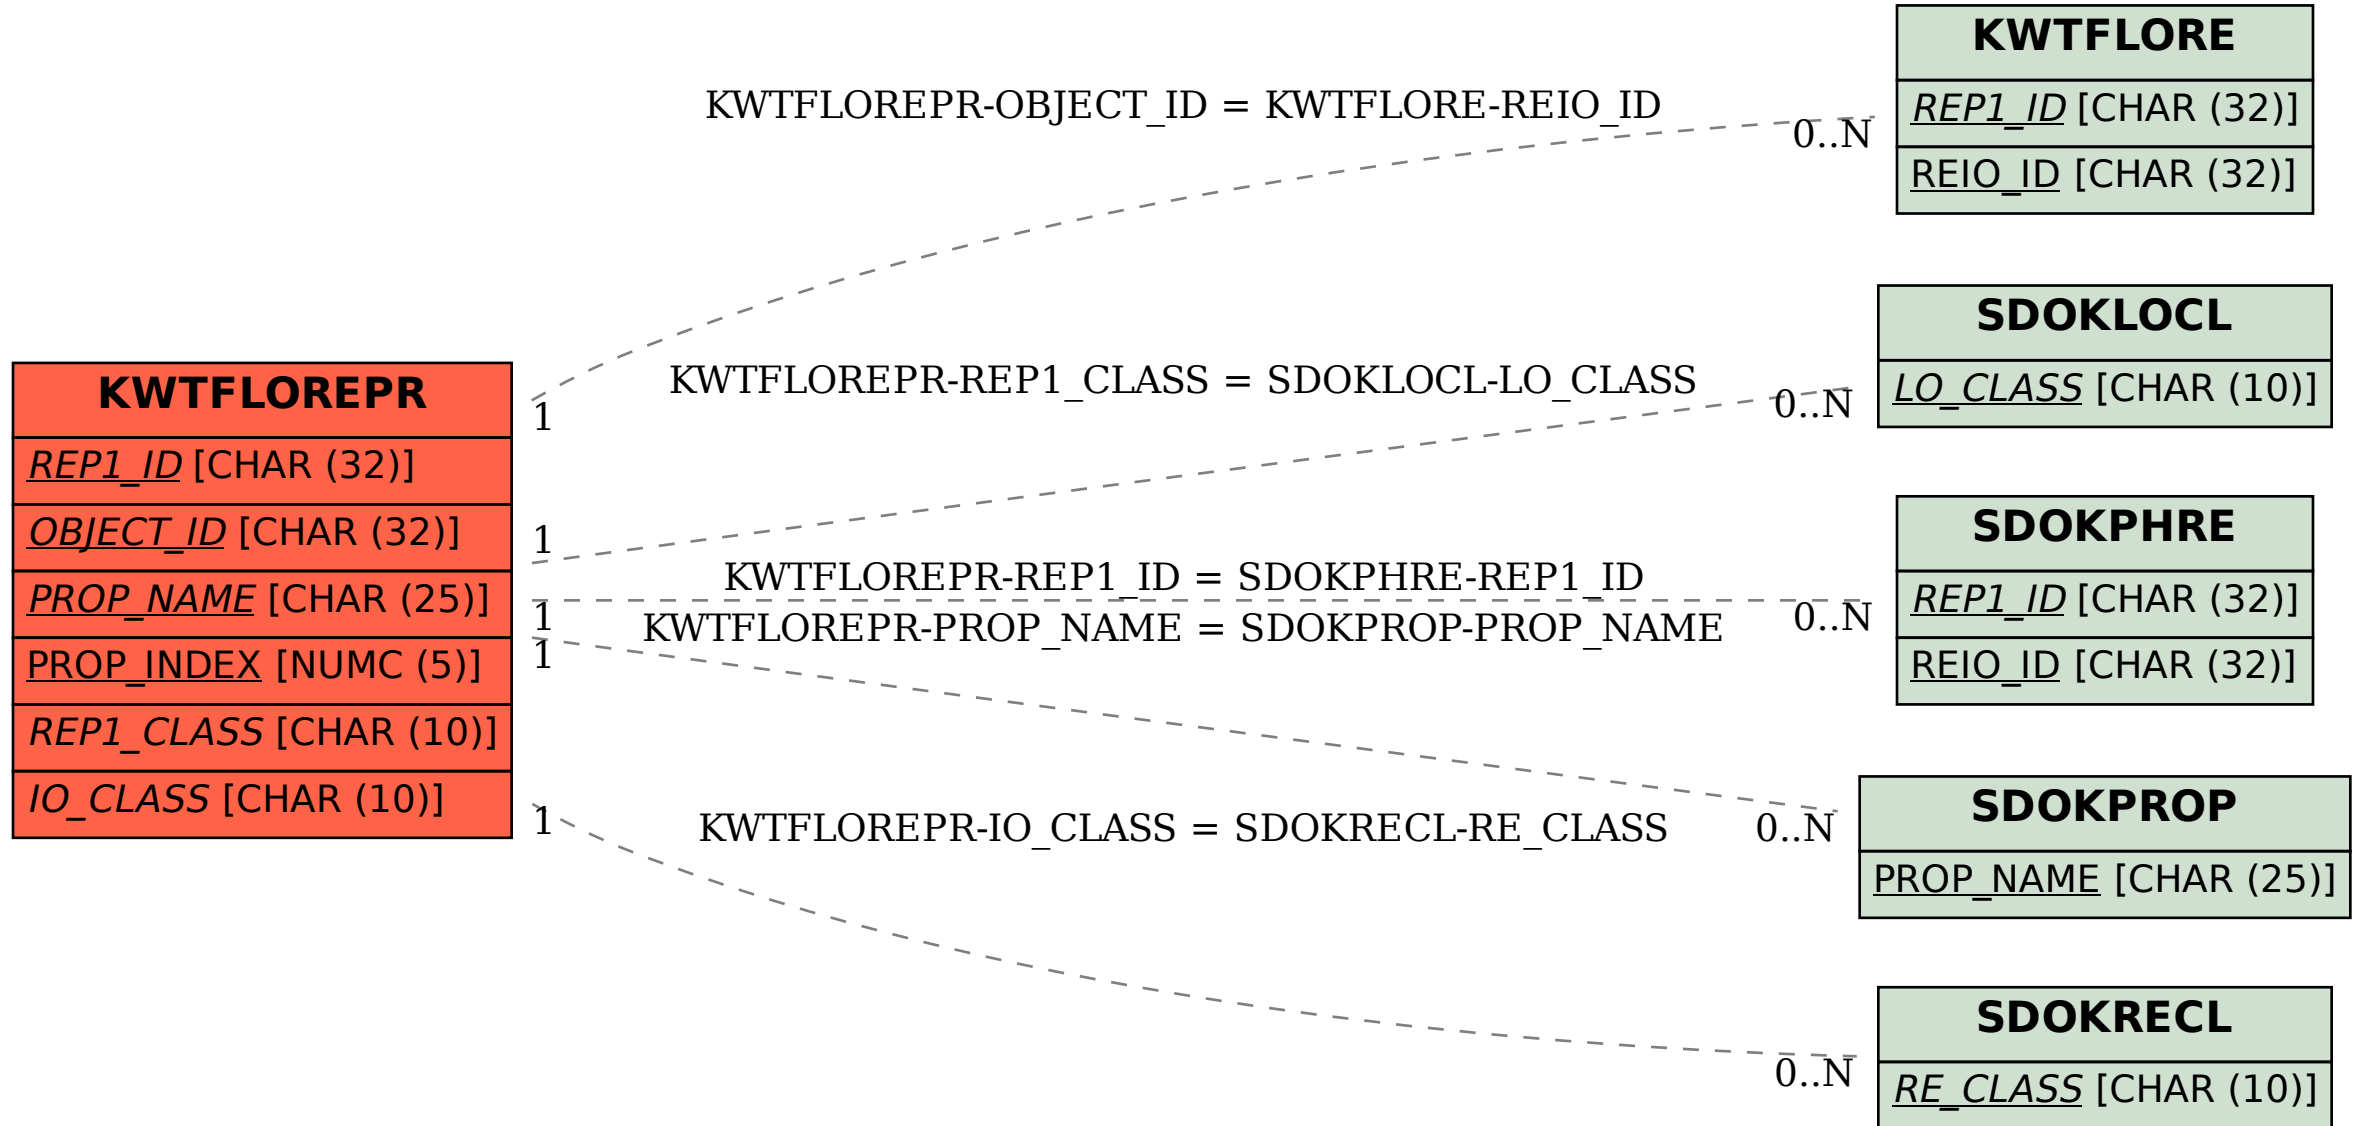 KWTFLOREPR
REP1_ID [CHAR (32)]
OBJECT_ID [CHAR (32)]
PROP_NAME [CHAR (25)]
PROP_INDEX [NUMC (5)]
REP1_CLASS [CHAR (10)]
IO_CLASS [CHAR (10)]
KWTFLOREPR-OBJECT_ID = KWTFLORE-REIO_ID
1
0..N
KWTFLOREPR-REP1_CLASS = SDOKLOCL-LO_CLASS
1
0..N
KWTFLOREPR-REP1_ID = SDOKPHRE-REP1_ID
1
0..N
KWTFLOREPR-PROP_NAME = SDOKPROP-PROP_NAME
1
0..N
KWTFLOREPR-IO_CLASS = SDOKRECL-RE_CLASS
1
0..N
KWTFLORE
REP1_ID [CHAR (32)]
REIO_ID [CHAR (32)]
SDOKLOCL
LO_CLASS [CHAR (10)]
SDOKPHRE
REP1_ID [CHAR (32)]
REIO_ID [CHAR (32)]
SDOKPROP
PROP_NAME [CHAR (25)]
SDOKRECL
RE_CLASS [CHAR (10)]